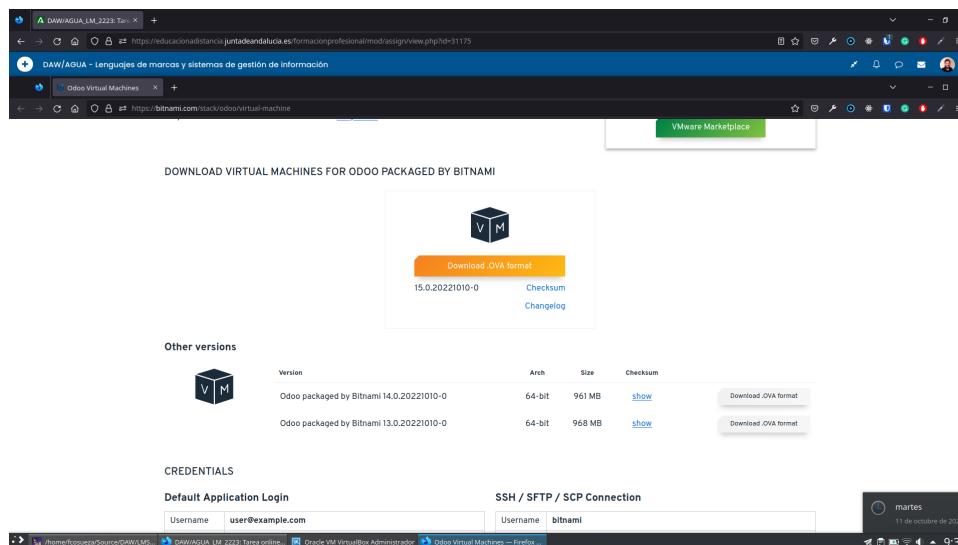 DAW/AGUA_LM_2223: Tare
https://educacionadistancia.juntadeandalucia.es/formacionprofesional/mod/assign/view.php?id=31175
DAW/AGUA - Lenguajes de marcas y sistemas de gestión de información
Odoo Virtual Machines
https://bitnami.com/stack/odoo/virtual-machine
VMware Marketplace
DOWNLOAD VIRTUAL MACHINES FOR ODOO PACKAGED BY BITNAMI
V M
Download .OVA format
15.0.20221010-0 Checksum
Changelog
Other versions
Version Arch Size Checksum
V M
Odoo packaged by Bitnami 14.0.20221010-0 64-bit 961 MB show Download .OVA format
Odoo packaged by Bitnami 13.0.20221010-0 64-bit 968 MB show Download .OVA format
CREDENTIALS
Default Application Login SSH / SFTP / SCP Connection
Username user@example.com Username bitnami
martes
11 de octubre de 20
/home/fcosueza/Source/DAW/LMS... DAW/AGUA_LM_2223: Tarea online... Oracle VM VirtualBox Administrador Odoo Virtual Machines — Firefox ...